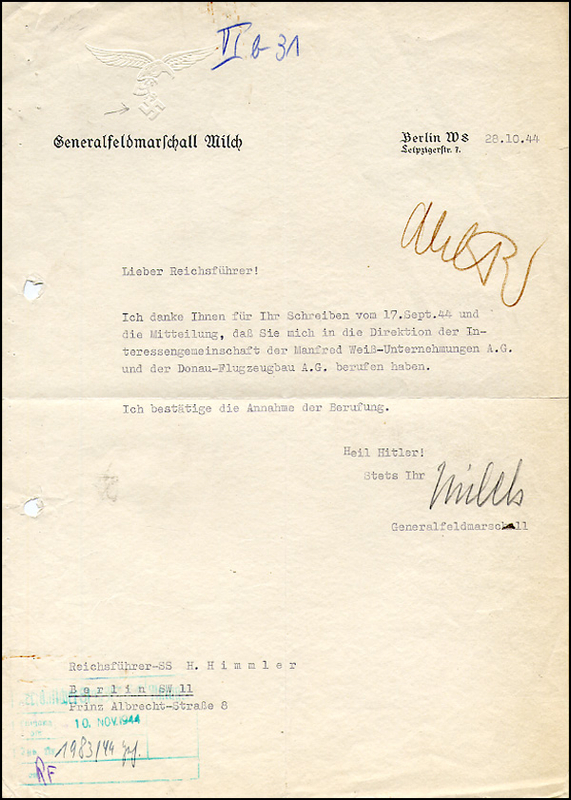 VI b-31
Generalfeldmarschall Milch
Berlin W8 28.10.44
Leipzigerstr. 7.
Lieber Reichsführer!
Ich danke Ihnen für Ihr Schreiben vom 17.Sept.44 und
die Mitteilung, daß Sie mich in die Direktion der In-
teressengemeinschaft der Manfred Weiß-Unternehmungen A.G.
und der Donau-Flugzeugbau A.G. berufen haben.
Ich bestätige die Annahme der Berufung.
Heil Hitler!
Stets Ihr
Milch
Generalfeldmarschall
Reichsführer-SS H. Himmler
Berlin SW 11
Prinz Albrecht-Straße 8
10. NOV. 1944
1983/44
RF